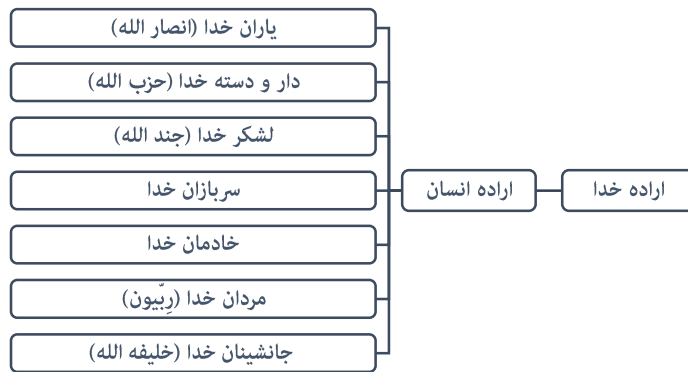 اراده خدا
اراده انسان
یاران خدا (انصار الله)
دار و دسته خدا (حزب الله)
لشکر خدا (جند الله)
سربازان خدا
خادمان خدا
مردان خدا (رِبّیون)
جانشینان خدا (خلیفه الله)